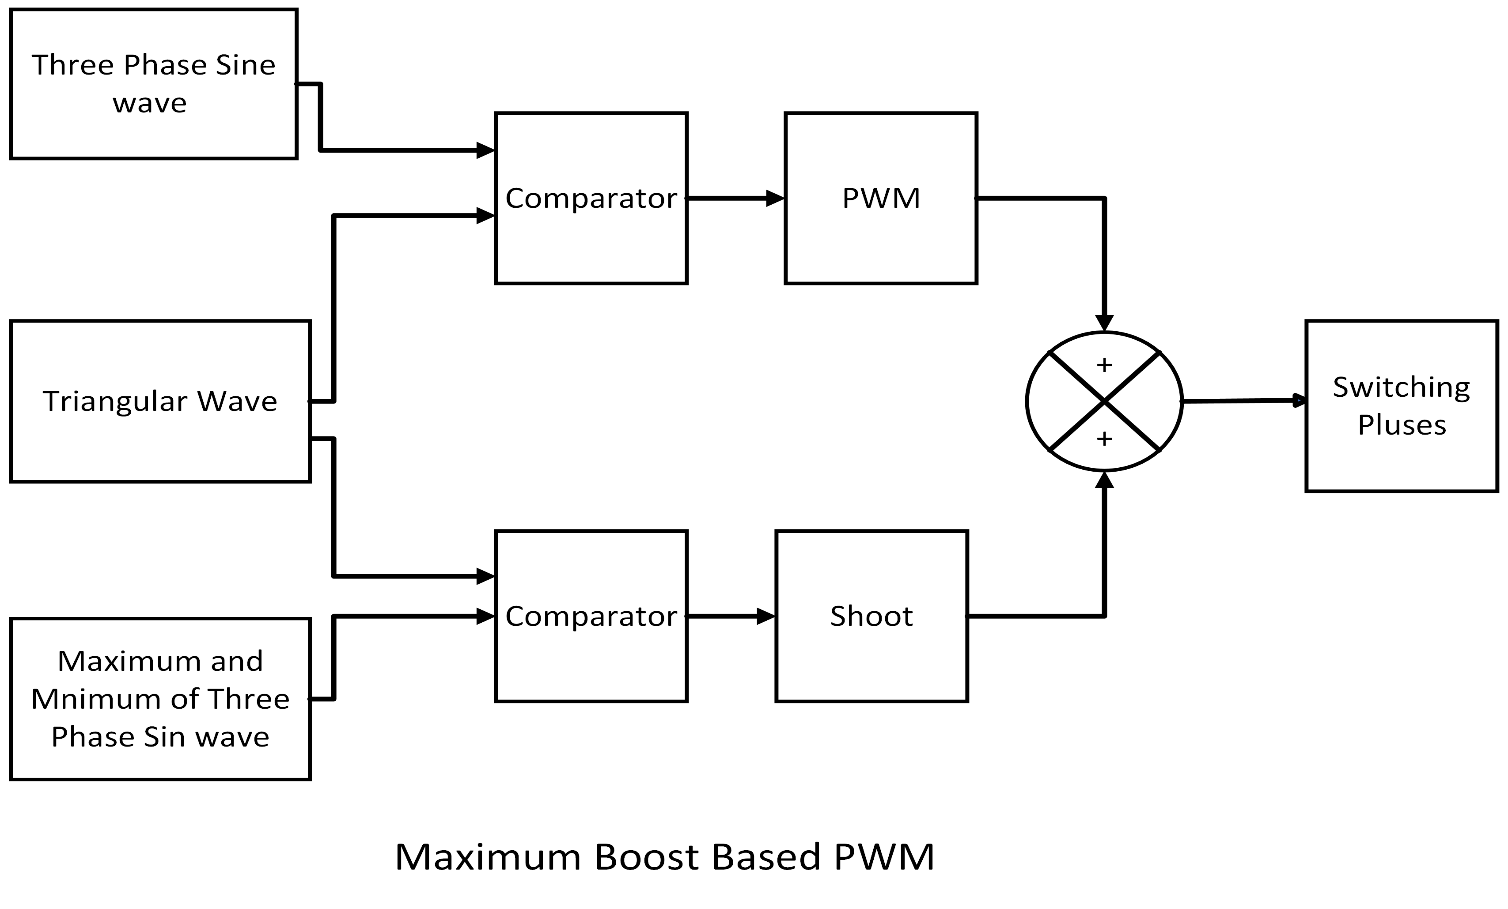 Three Phase Sine
wave
Comparator
PWM
Triangular Wave
+
+
Switching
Pluses
Comparator
Shoot
Maximum and
Mnimum of Three
Phase Sin wave
Maximum Boost Based PWM